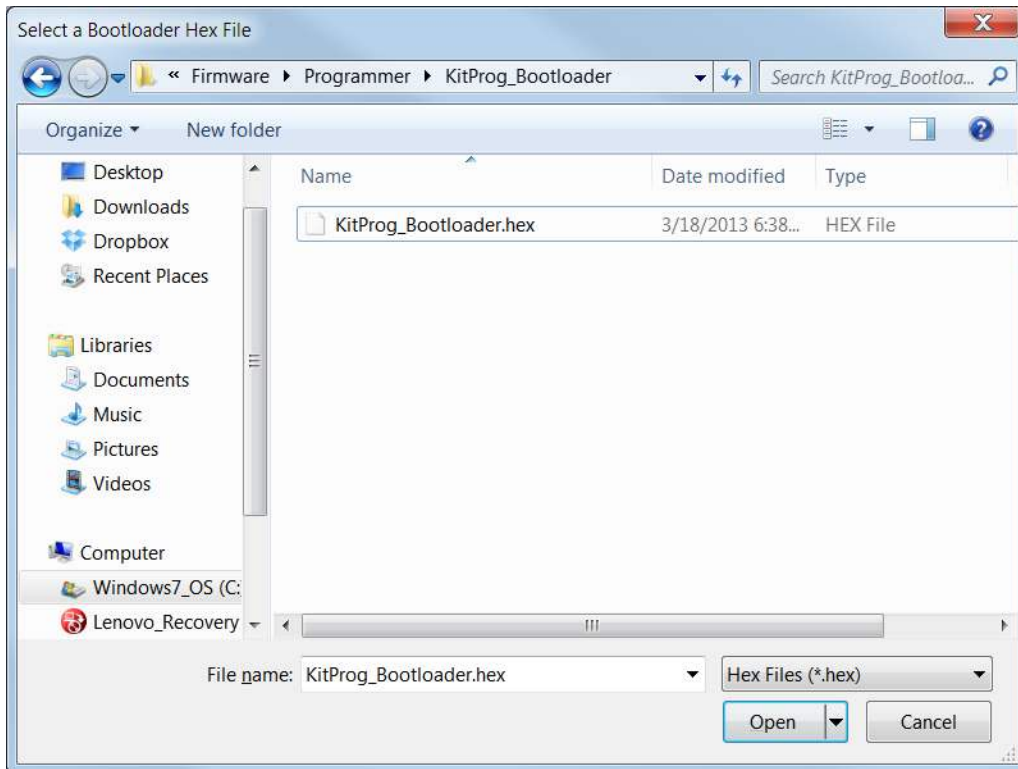 Select a Bootloader Hex File
« Firmware ▸ Programmer ▸ KitProg_Bootloader
Search KitProg_Bootloa...
Organize
New folder
Name
Date modified
Type
KitProg_Bootloader.hex
3/18/2013 6:38...
HEX File
Desktop
Downloads
Dropbox
Recent Places
Libraries
Documents
Music
Pictures
Videos
Computer
Windows7_OS (C:
Lenovo_Recovery
File name: KitProg_Bootloader.hex
Hex Files (*.hex)
Open
Cancel